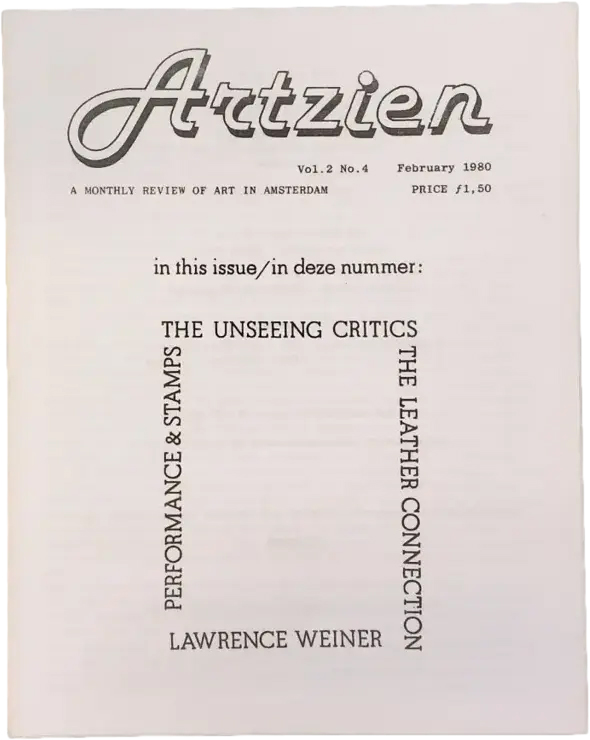 Artzien
Vol.2 No.4 February 1980
A MONTHLY REVIEW OF ART IN AMSTERDAM PRICE ƒ1,50
in this issue/in deze nummer:
THE UNSEEING CRITICS
PERFORMANCE & STAMPS
THE LEATHER CONNECTION
LAWRENCE WEINER